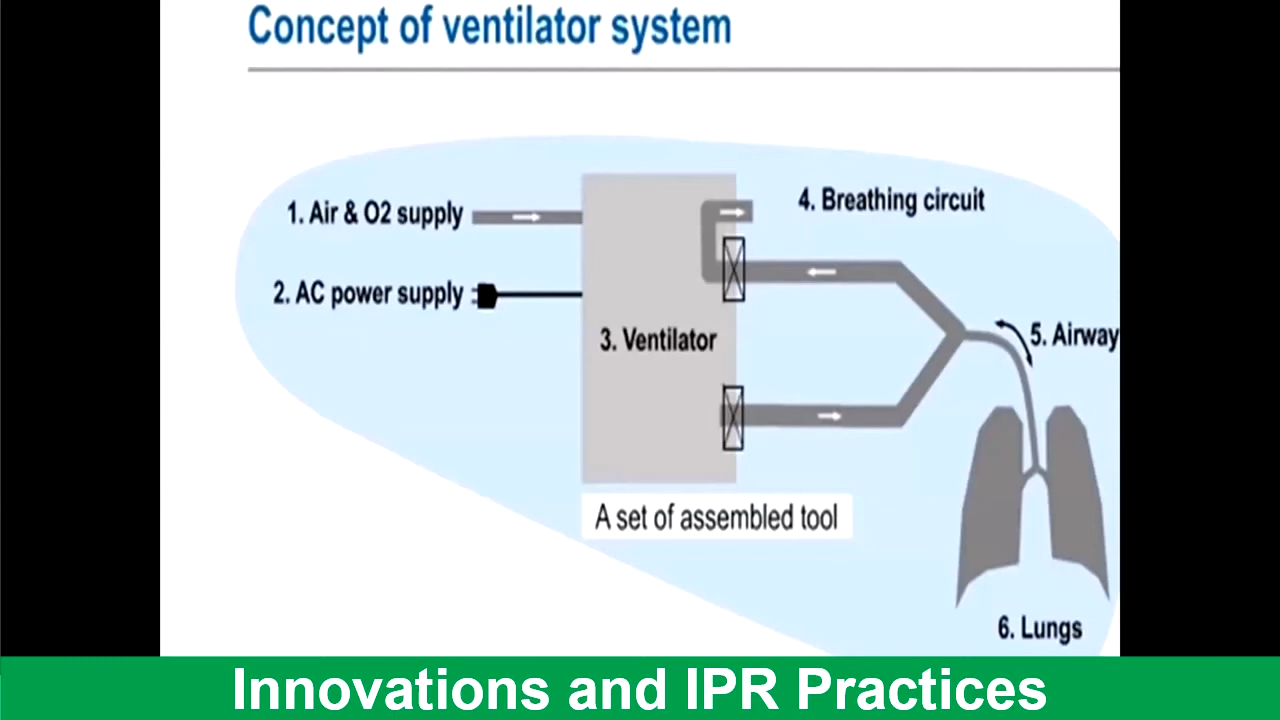 Concept of ventilator system
1. Air & O2 supply
4. Breathing circuit
2. AC power supply
3. Ventilator
5. Airway
A set of assembled tool
6. Lungs
Innovations and IPR Practices